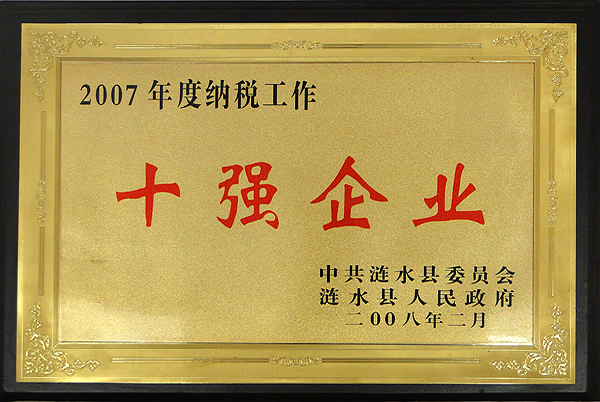 2007年度纳税工作
十强企业
中共涟水县委员会
涟水县人民政府
二00八年二月